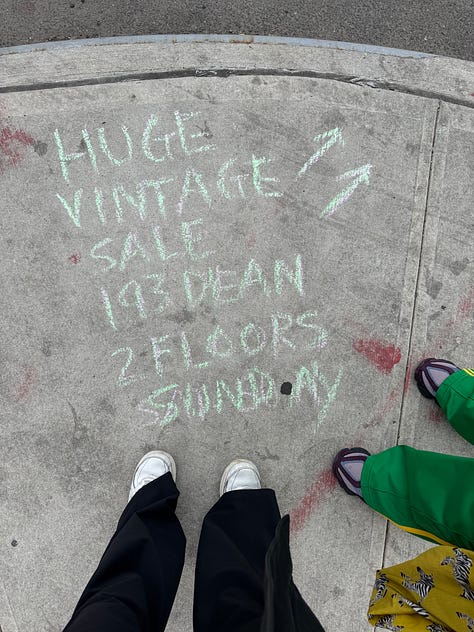 HUGE
VINTAGE
SALE
193 DEAN
2 FLOORS
SUNDAY